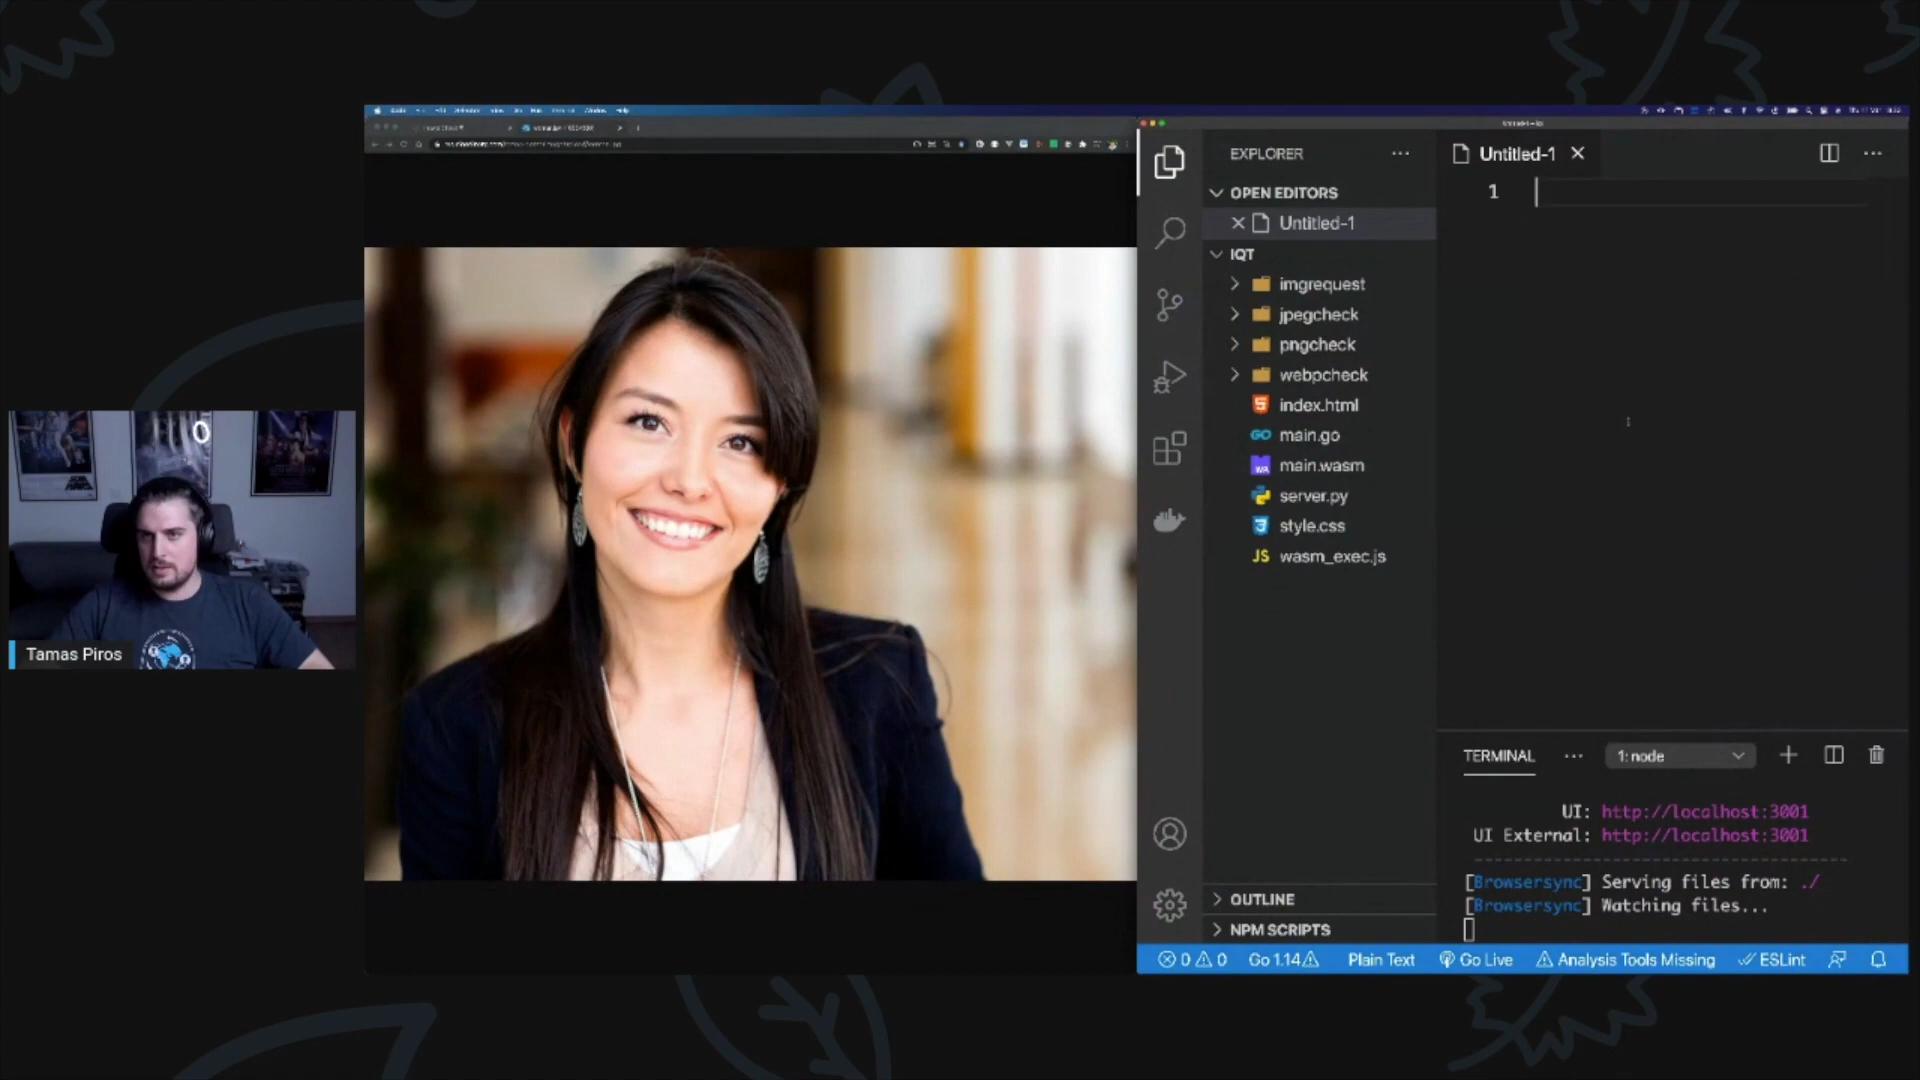 Tamas Piros
EXPLORER
OPEN EDITORS
Untitled-1
IQT
imgrequest
jpegcheck
pngcheck
webpcheck
index.html
GO main.go
WA main.wasm
server.py
style.css
JS wasm_exec.js
OUTLINE
NPM SCRIPTS
Untitled-1
1
TERMINAL
1: node
UI: http://localhost:3001
UI External: http://localhost:3001
-----------------------------------
[Browsersync] Serving files from: ./
[Browsersync] Watching files...
0 0 Go 1.14 Plain Text Go Live Analysis Tools Missing ESLint